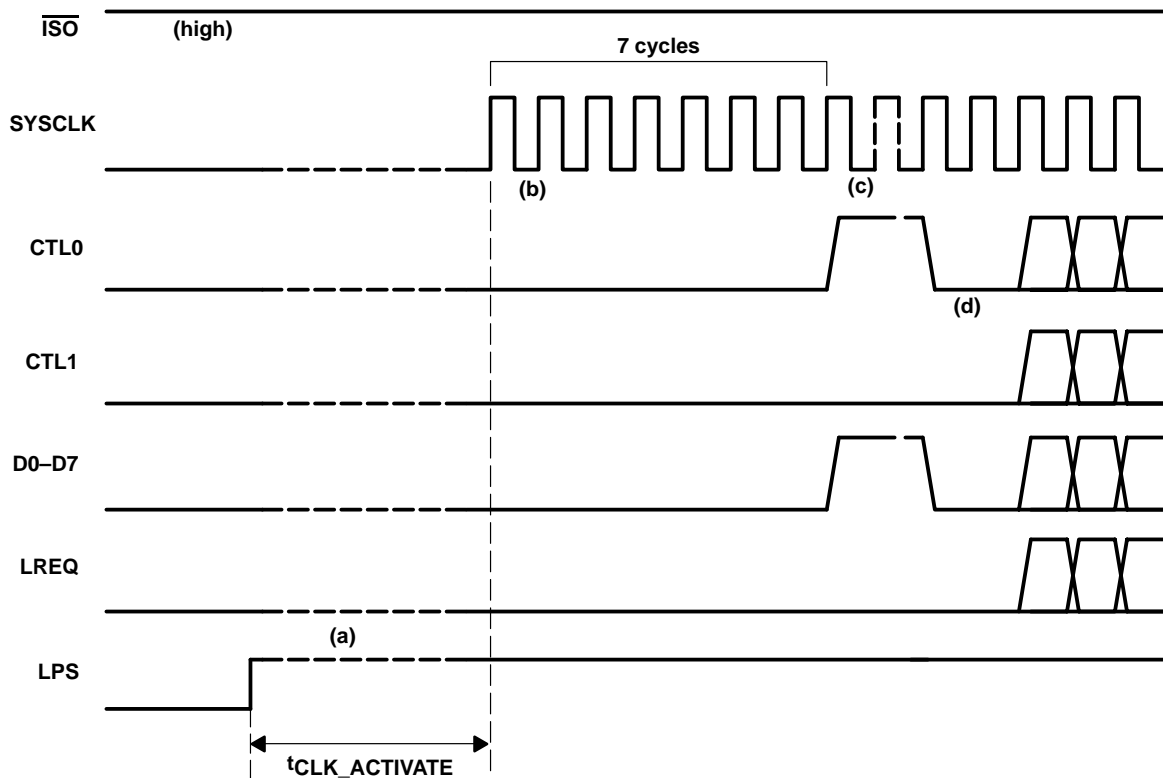 ISO
(high)
7 cycles
SYSCLK
(b)
(c)
CTL0
(d)
CTL1
D0–D7
LREQ
(a)
LPS
tCLK_ACTIVATE